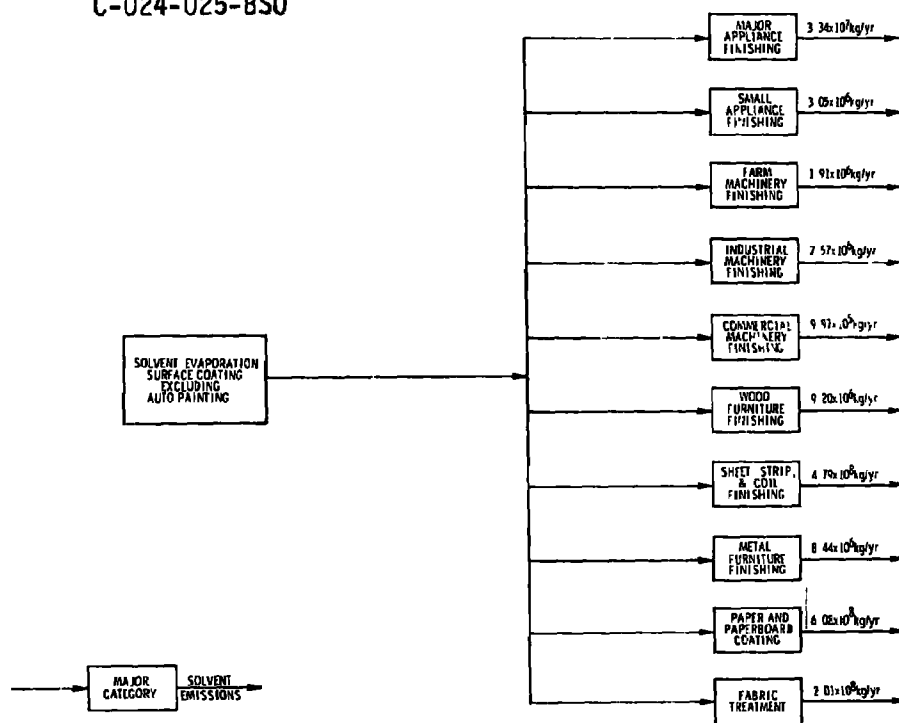 C-024-025-BSO
MAJOR
APPLIANCE
FINISHING
3 34x10⁷kg/yr
SMALL
APPLIANCE
FINISHING
3 05x10⁶kg/yr
FARM
MACHINERY
FINISHING
1 91x10⁶kg/yr
INDUSTRIAL
MACHINERY
FINISHING
7 57x10⁶kg/yr
SOLVENT EVAPORATION
SURFACE COATING
EXCLUDING
AUTO PAINTING
COMMERCIAL
MACHINERY
FINISHING
WOOD
FURNITURE
FINISHING
9 20x10⁶kg/yr
SHEET STRIP,
& COIL
FINISHING
4 79x10⁸kg/yr
METAL
FURNITURE
FINISHING
8 44x10⁶kg/yr
PAPER AND
PAPERBOARD
COATING
6 08x10⁸kg/yr
FABRIC
TREATMENT
2 01x10⁸kg/yr
MAJOR
CATEGORY
SOLVENT
EMISSIONS